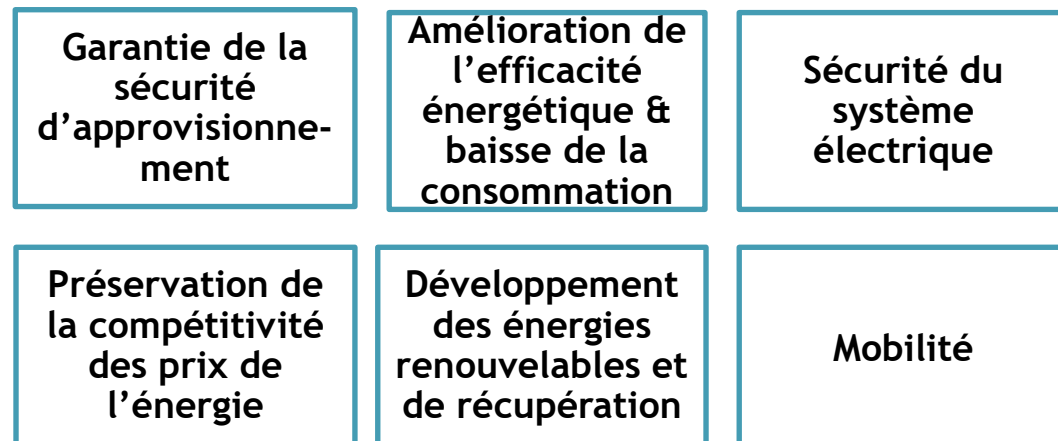 Garantie de la
sécurité
d’approvisionne-
ment
Amélioration de
l’efficacité
énergétique &
baisse de la
consommation
Sécurité du
système
électrique
Préservation de
la compétitivité
des prix de
l’énergie
Développement
des énergies
renouvelables et
de récupération
Mobilité